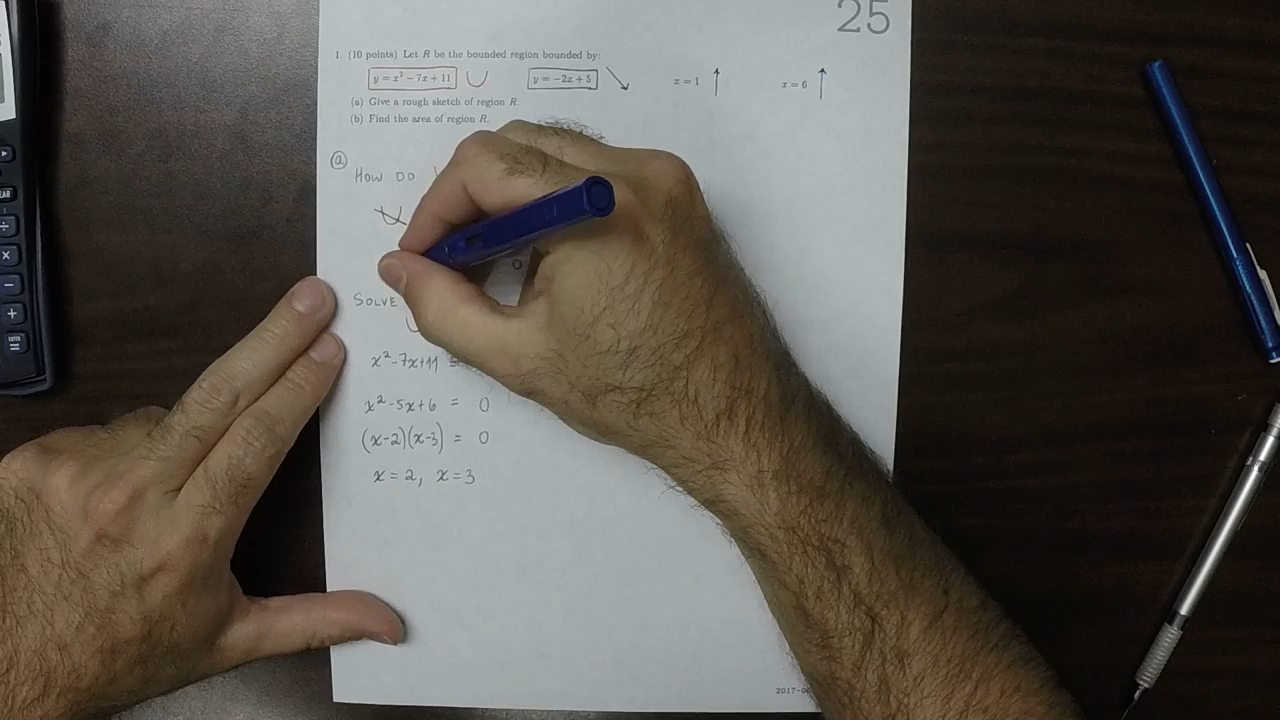 25
1. (10 points) Let R be the bounded region bounded by:
y = x² − 7x + 11 y = −2x + 5 x = 1 x = 6
(a) Give a rough sketch of region R.
(b) Find the area of region R.
(a)
HOW DO
0
SOLVE
x²-7x+11 =
x²-5x+6 = 0
(x-2)(x-3) = 0
x=2, x=3